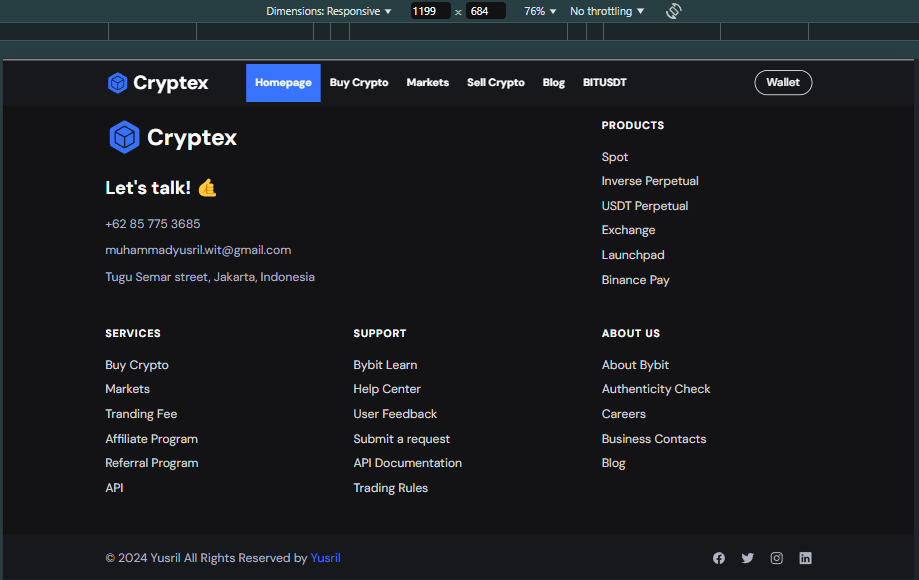 Dimensions: Responsive ▼ 1199 × 684 76% ▼ No throttling ▼
Cryptex Homepage Buy Crypto Markets Sell Crypto Blog BITUSDT Wallet
Cryptex
Let's talk! 🤙
+62 85 775 3685
muhammadyusril.wit@gmail.com
Tugu Semar street, Jakarta, Indonesia
PRODUCTS
Spot
Inverse Perpetual
USDT Perpetual
Exchange
Launchpad
Binance Pay
SERVICES
Buy Crypto
Markets
Tranding Fee
Affiliate Program
Referral Program
API
SUPPORT
Bybit Learn
Help Center
User Feedback
Submit a request
API Documentation
Trading Rules
ABOUT US
About Bybit
Authenticity Check
Careers
Business Contacts
Blog
© 2024 Yusril All Rights Reserved by Yusril